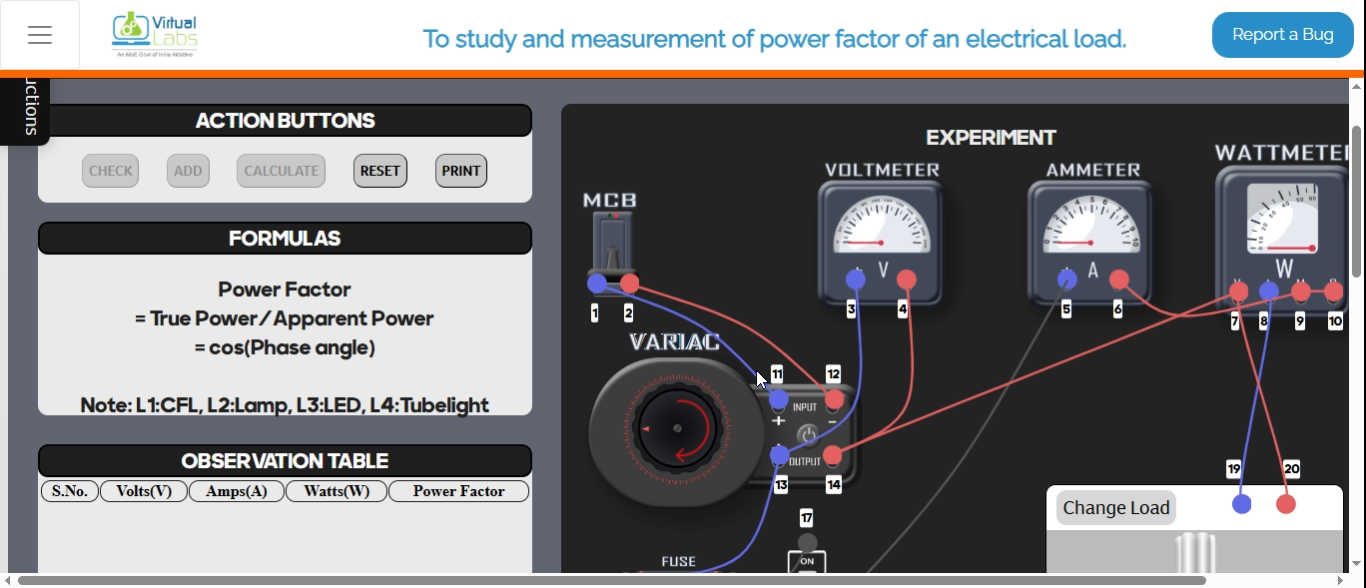 Virtual
Labs
An MoE Govt of India Initiative
To study and measurement of power factor of an electrical load.
Report a Bug
uctions
ACTION BUTTONS
CHECK ADD CALCULATE RESET PRINT
FORMULAS
Power Factor
= True Power/Apparent Power
= cos(Phase angle)
Note: L1:CFL, L2:Lamp, L3:LED, L4:Tubelight
OBSERVATION TABLE
S.No. Volts(V) Amps(A) Watts(W) Power Factor
EXPERIMENT
MCB
1 2
VOLTMETER
V
3 4
AMMETER
A
5 6
WATTMETE
W
7 8 9 10
VARIAC
11 12
INPUT
+ -
OUTPUT
13 14
17
ON
FUSE
19 20
Change Load